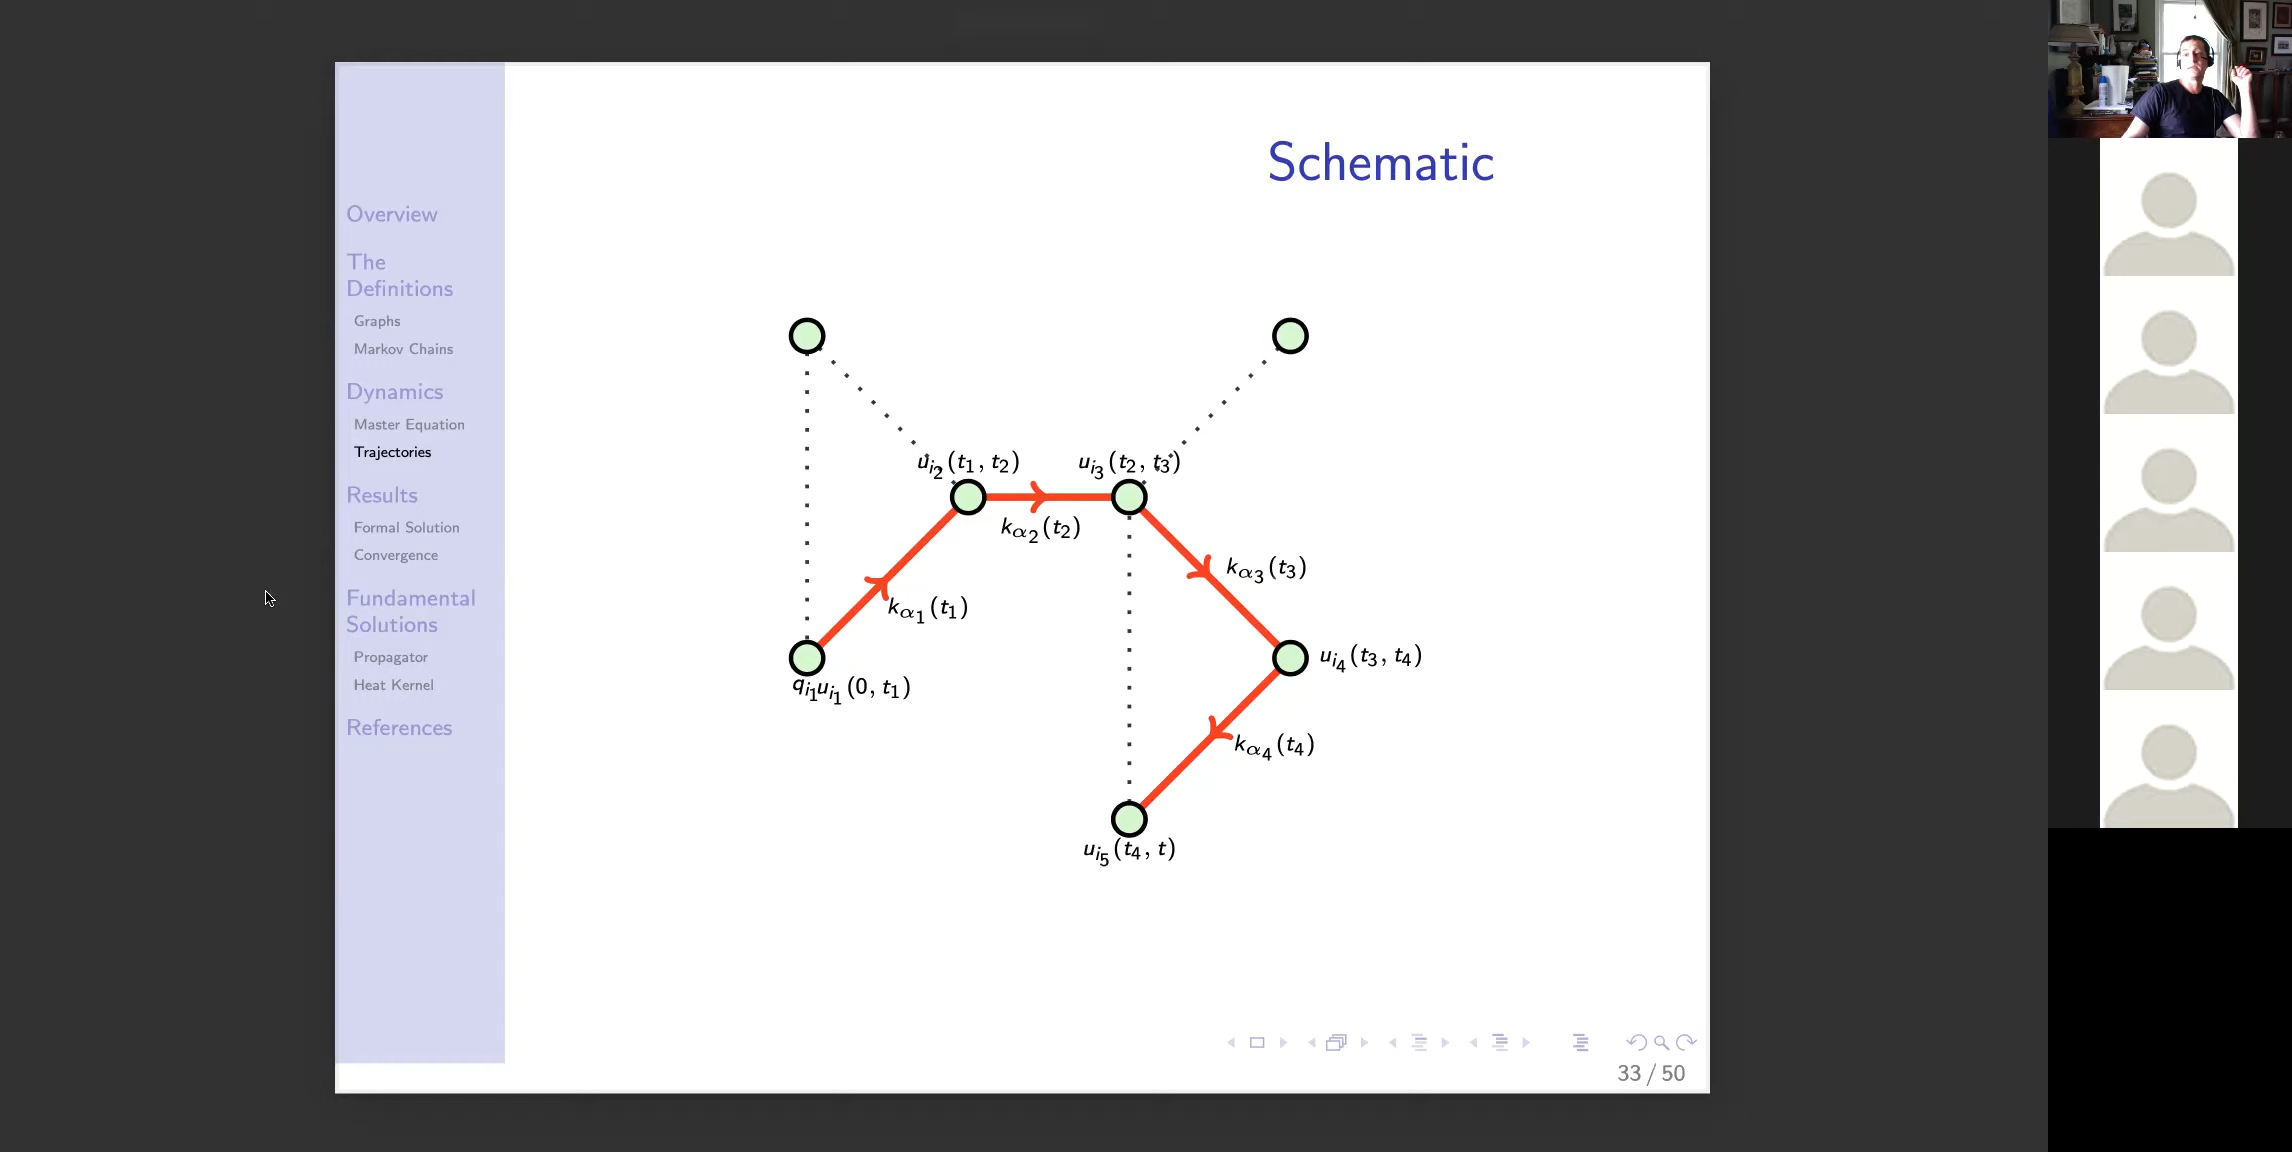 Schematic
Overview
The
Definitions
Graphs
Markov Chains
Dynamics
Master Equation
Trajectories
Results
Formal Solution
Convergence
Fundamental
Solutions
Propagator
Heat Kernel
References
u_{i_2}(t_1, t_2)
u_{i_3}(t_2, t_3)
k_{α_2}(t_2)
k_{α_3}(t_3)
k_{α_1}(t_1)
u_{i_4}(t_3, t_4)
q_{i_1}u_{i_1}(0, t_1)
k_{α_4}(t_4)
u_{i_5}(t_4, t)
33 / 50